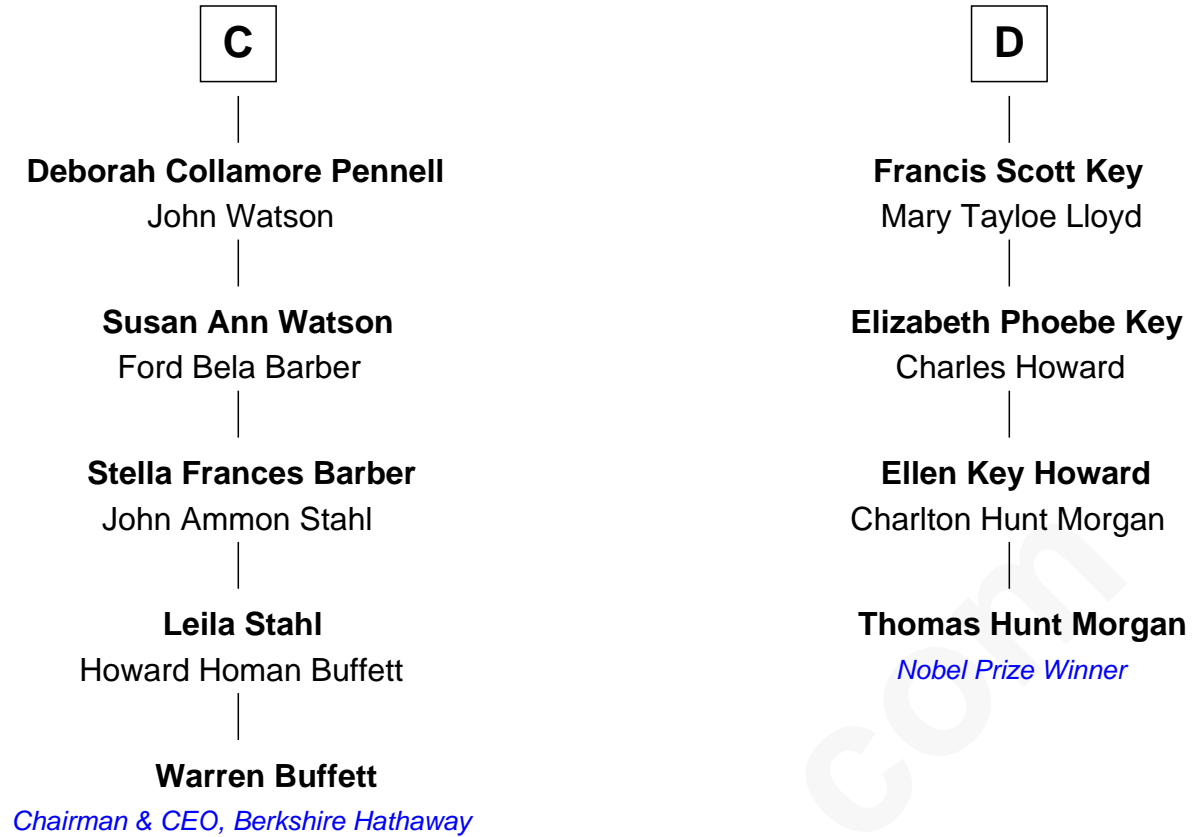 C
Deborah Collamore Pennell
John Watson
Susan Ann Watson
Ford Bela Barber
Stella Frances Barber
John Ammon Stahl
Leila Stahl
Howard Homan Buffett
Warren Buffett
Chairman & CEO, Berkshire Hathaway
D
Francis Scott Key
Mary Tayloe Lloyd
Elizabeth Phoebe Key
Charles Howard
Ellen Key Howard
Charlton Hunt Morgan
Thomas Hunt Morgan
Nobel Prize Winner
com